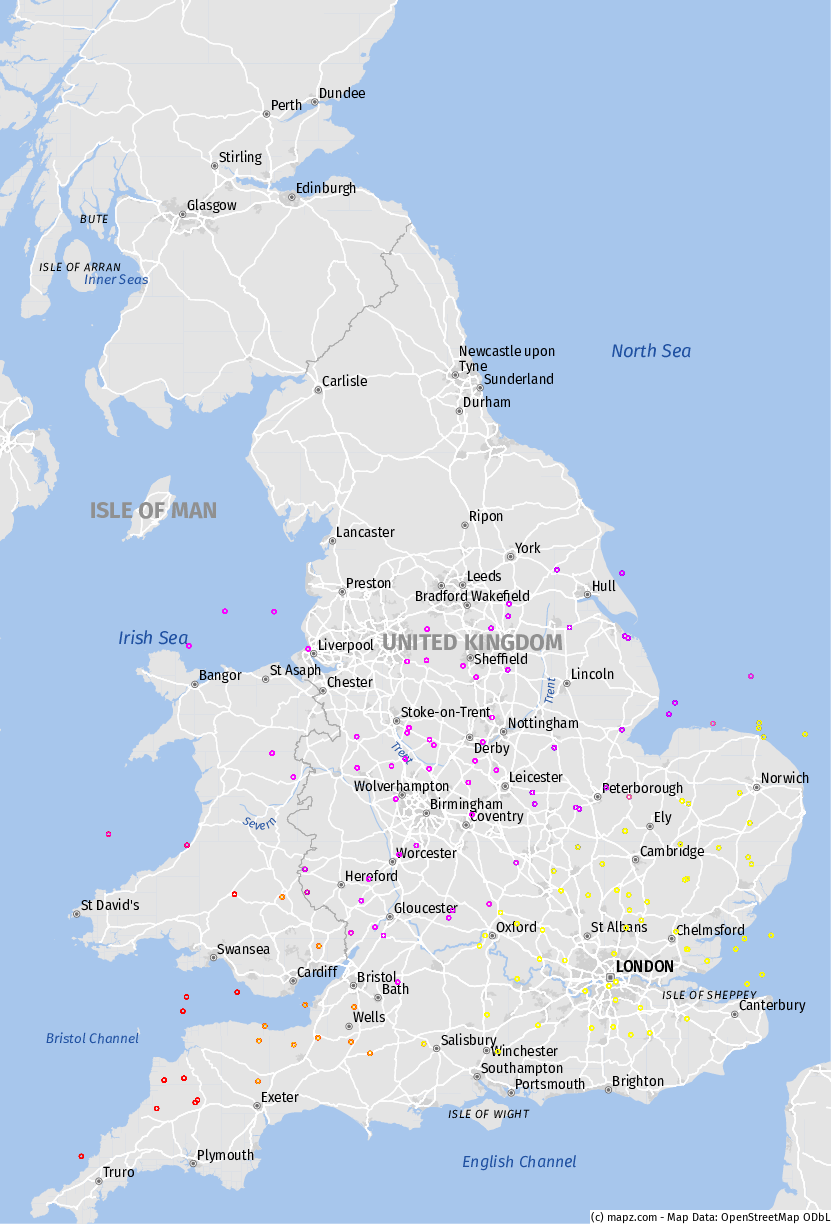 Dundee
Perth
Stirling
Edinburgh
Glasgow
BUTE
ISLE OF ARRAN
Inner Seas
North Sea
Newcastle upon
Tyne
Sunderland
Carlisle
Durham
ISLE OF MAN
Ripon
Lancaster
York
Leeds
Preston
Hull
Bradford Wakefield
Irish Sea
Liverpool
UNITED KINGDOM
Sheffield
St Asaph
Bangor
Lincoln
Chester
Trent
Stoke-on-Trent
Nottingham
Derby
Trent
Leicester
Norwich
Wolverhampton
Peterborough
Birmingham
Coventry
Ely
Severn
Worcester
Cambridge
Hereford
St David's
Gloucester
Oxford
St Albans
Chelmsford
Swansea
LONDON
Cardiff
Bristol
Bath
ISLE OF SHEPPEY
Canterbury
Wells
Bristol Channel
Salisbury
Winchester
Southampton
Portsmouth
Brighton
Exeter
ISLE OF WIGHT
Plymouth
English Channel
Truro
(c) mapz.com - Map Data: OpenStreetMap ODbL